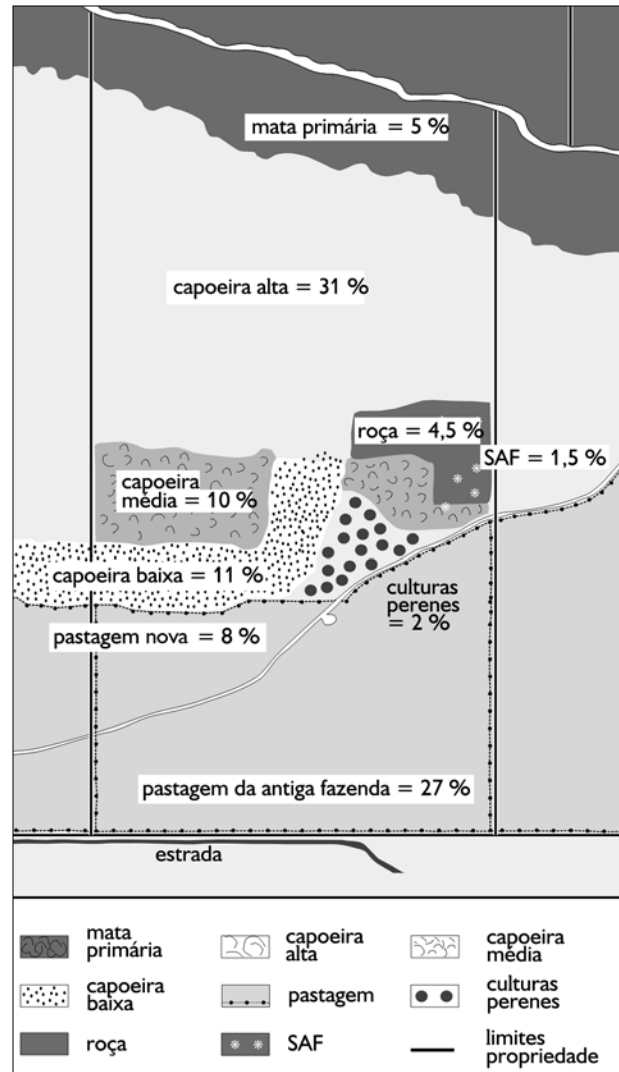 mata primária = 5 %
capoeira alta = 31 %
roça = 4,5 %
SAF = 1,5 %
capoeira
média = 10 %
capoeira baixa = 11 %
culturas
perenes
= 2 %
pastagem nova = 8 %
pastagem da antiga fazenda = 27 %
estrada
mata
primária
capoeira
alta
capoeira
média
capoeira
baixa
pastagem
culturas
perenes
roça
SAF
limites
propriedade